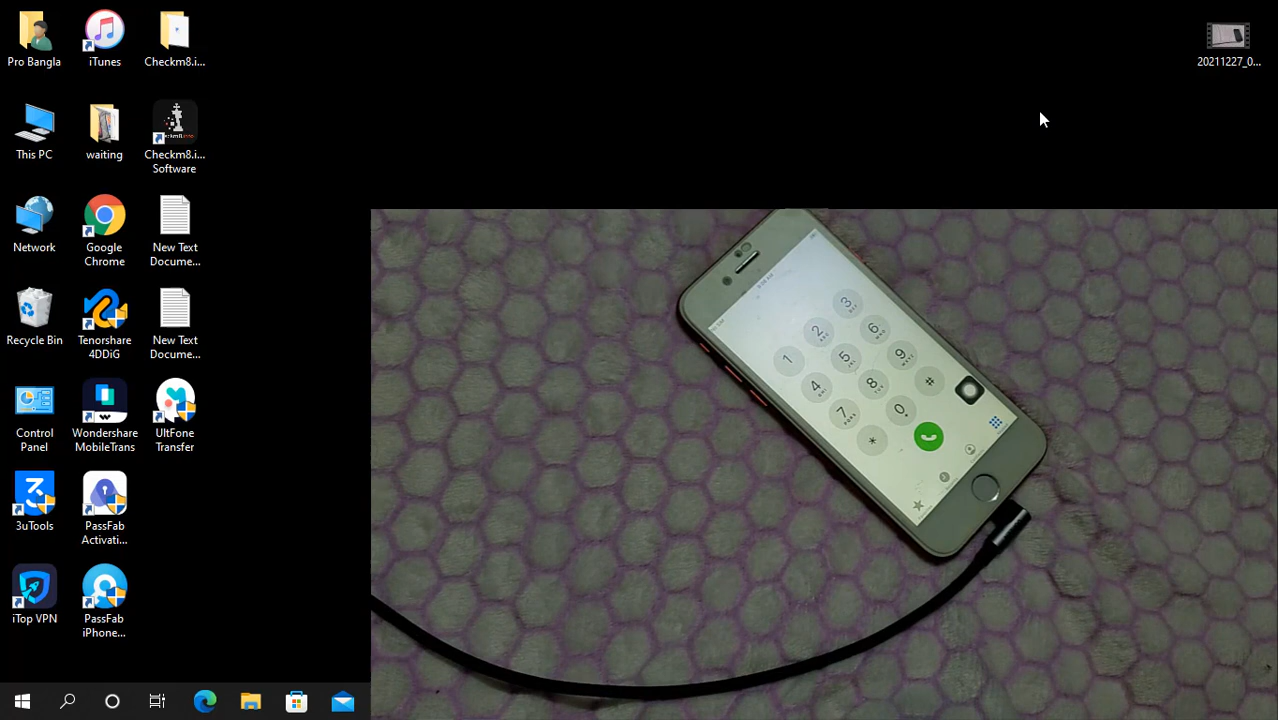 Pro Bangla
iTunes
Checkm8.i...
20211227_0...
This PC
waiting
Checkm8.i...
Software
Network
Google
Chrome
New Text
Docume...
Recycle Bin
Tenorshare
4DDiG
New Text
Docume...
Control
Panel
Wondershare
MobileTrans
UltFone
Transfer
3uTools
PassFab
Activati...
iTop VPN
PassFab
iPhone...
1 2 3
4 5 6
7 8 9
* 0 #